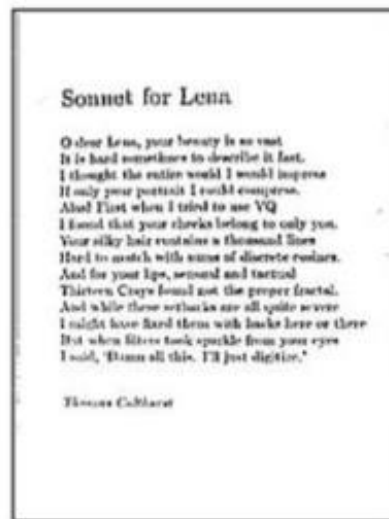 Sonnet for Lena
O dear Lena, your beauty is so vast
It is hard sometimes to describe it fast.
I thought the entire world I would impress
If only your portrait I could compress.
Alas! First when I tried to use VQ
I found that your cheeks belong to only you.
Your silky hair contains a thousand lines
Hard to match with sums of discrete cosines.
And for your lips, sensual and tactual
Thirteen Crays found not the proper fractal.
And while these setbacks are all quite severe
I might have fixed them with hacks here or there
But when filters took sparkle from your eyes
I said, 'Damn all this. I'll just digitize.'
Thomas Colthurst